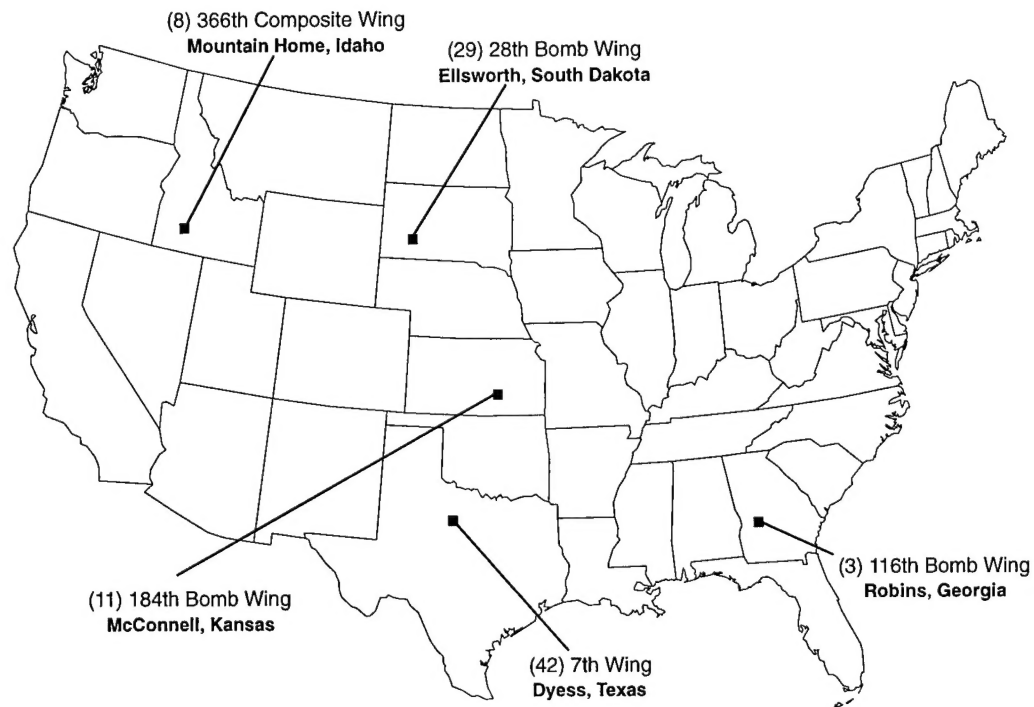 (8) 366th Composite Wing
Mountain Home, Idaho
(29) 28th Bomb Wing
Ellsworth, South Dakota
(3) 116th Bomb Wing
Robins, Georgia
(11) 184th Bomb Wing
McConnell, Kansas
(42) 7th Wing
Dyess, Texas